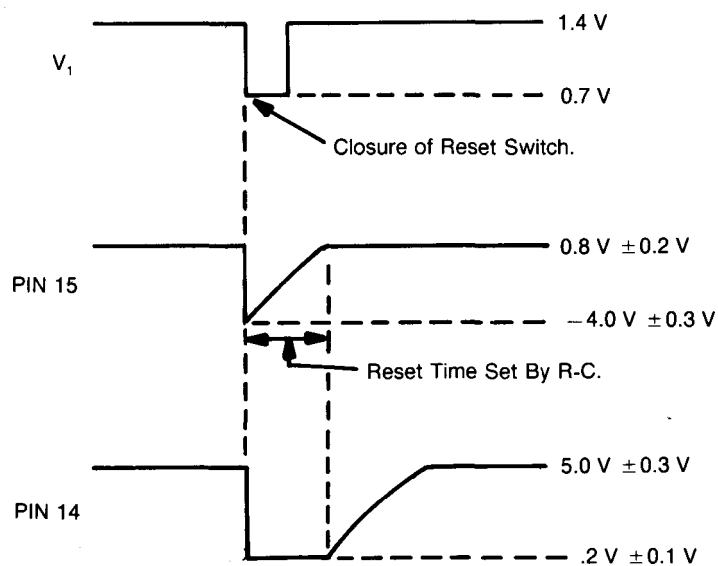 1.4 V
V₁
0.7 V
Closure of Reset Switch.
0.8 V ±0.2 V
PIN 15
−4.0 V ±0.3 V
Reset Time Set By R-C.
5.0 V ±0.3 V
PIN 14
.2 V ±0.1 V